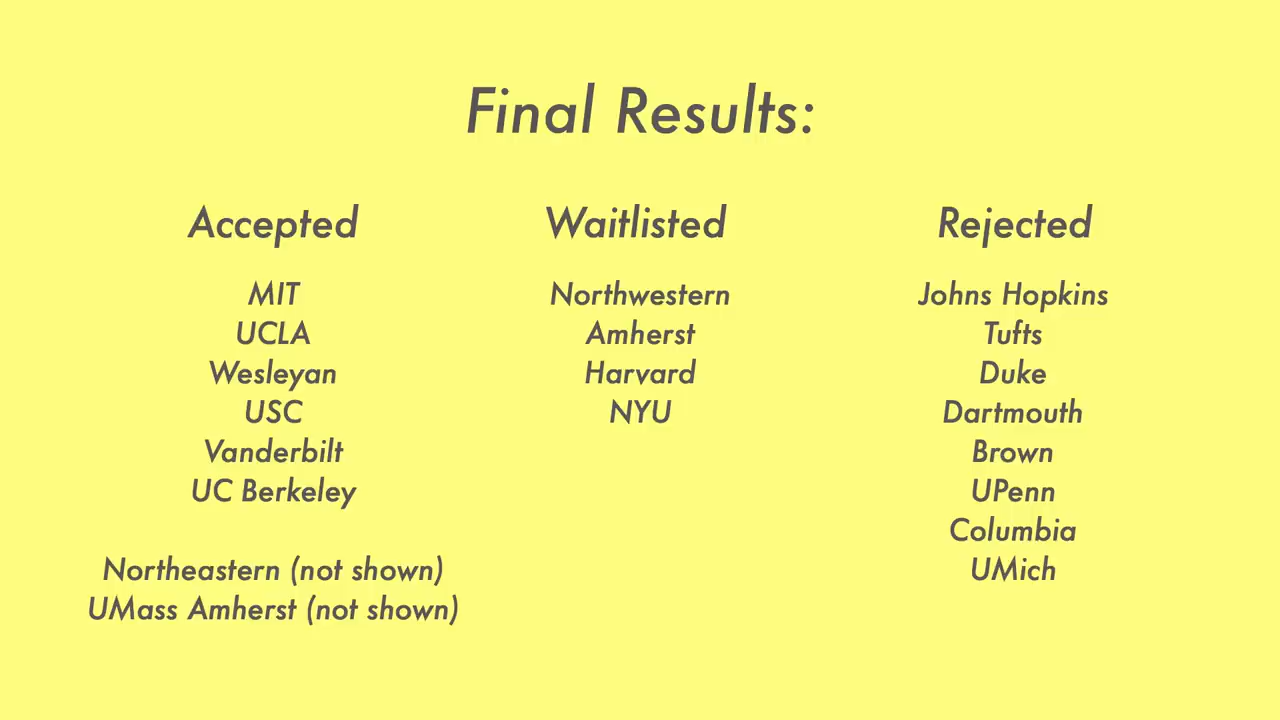 Final Results:
Accepted
MIT
UCLA
Wesleyan
USC
Vanderbilt
UC Berkeley
Northeastern (not shown)
UMass Amherst (not shown)
Waitlisted
Northwestern
Amherst
Harvard
NYU
Rejected
Johns Hopkins
Tufts
Duke
Dartmouth
Brown
UPenn
Columbia
UMich